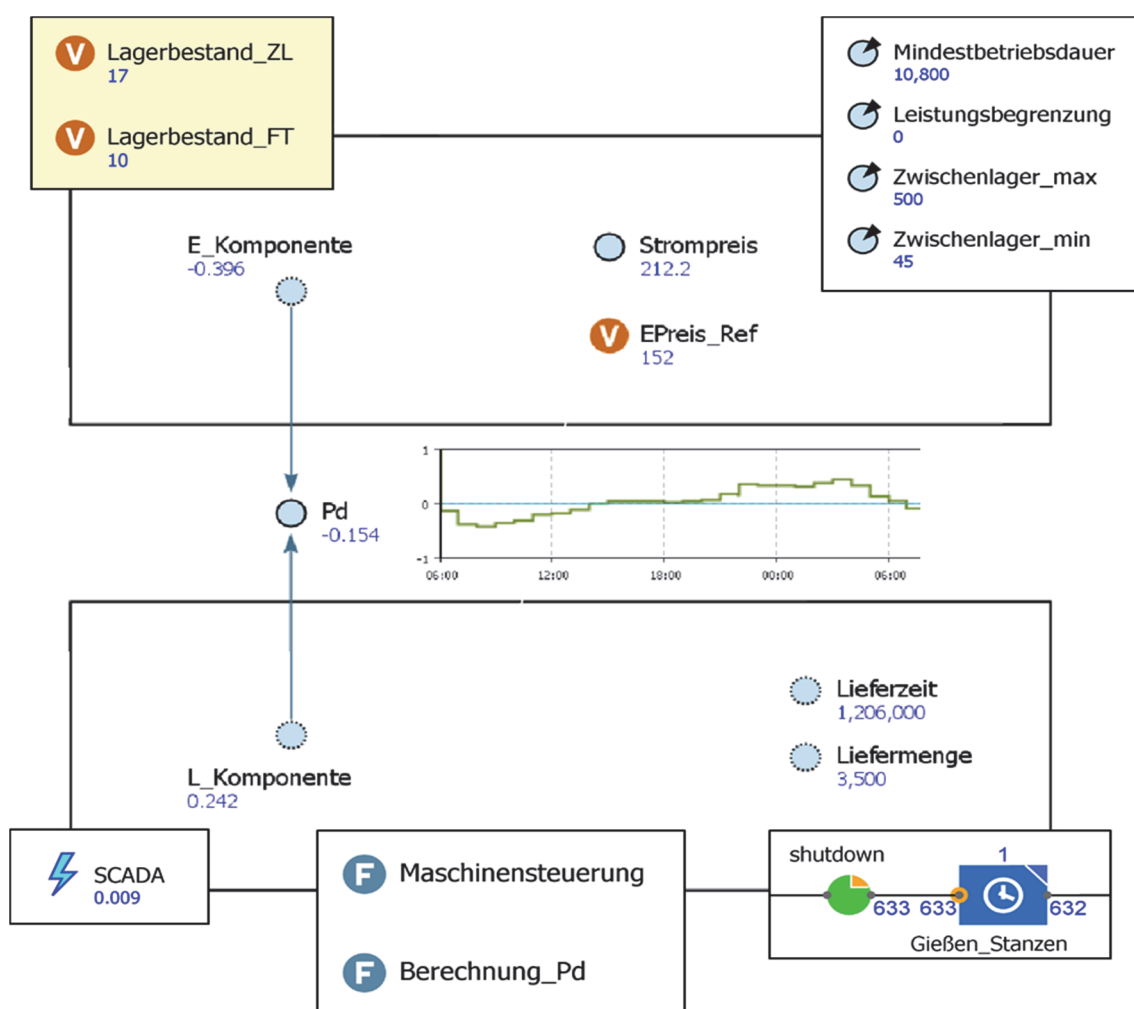 V Lagerbestand_ZL
17
V Lagerbestand_FT
10
Mindestbetriebsdauer
10,800
Leistungsbegrenzung
0
Zwischenlager_max
500
Zwischenlager_min
45
E_Komponente
-0.396
Strompreis
212.2
V EPreis_Ref
152
Pd
-0.154
1
0
-1
06:00 12:00 18:00 00:00 06:00
Lieferzeit
1,206,000
Liefermenge
3,500
L_Komponente
0.242
SCADA
0.009
F Maschinensteuerung
F Berechnung_Pd
shutdown
1
633 633 632
Gießen_Stanzen